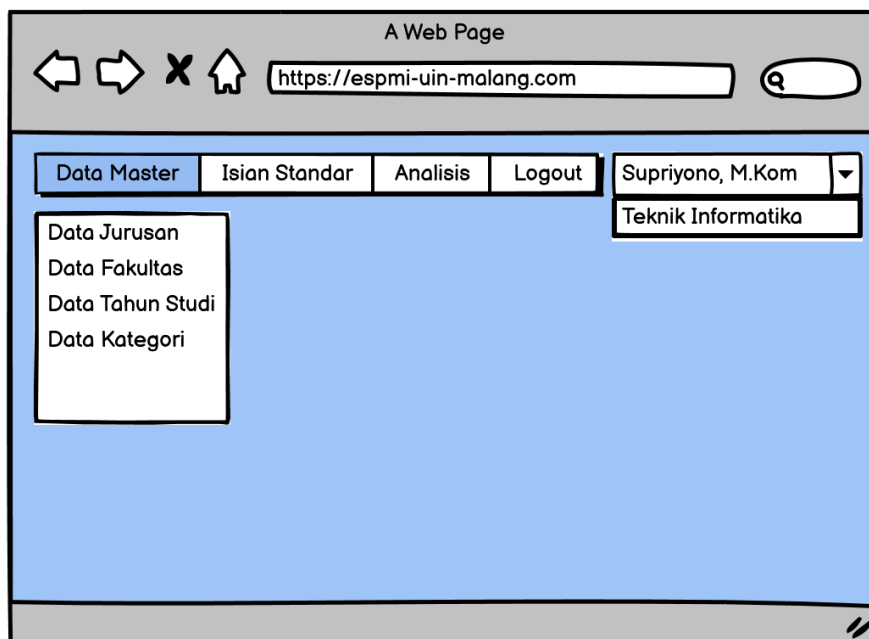 A Web Page
https://espmi-uin-malang.com
Data Master Isian Standar Analisis Logout Supriyono, M.Kom
Teknik Informatika
Data Jurusan
Data Fakultas
Data Tahun Studi
Data Kategori